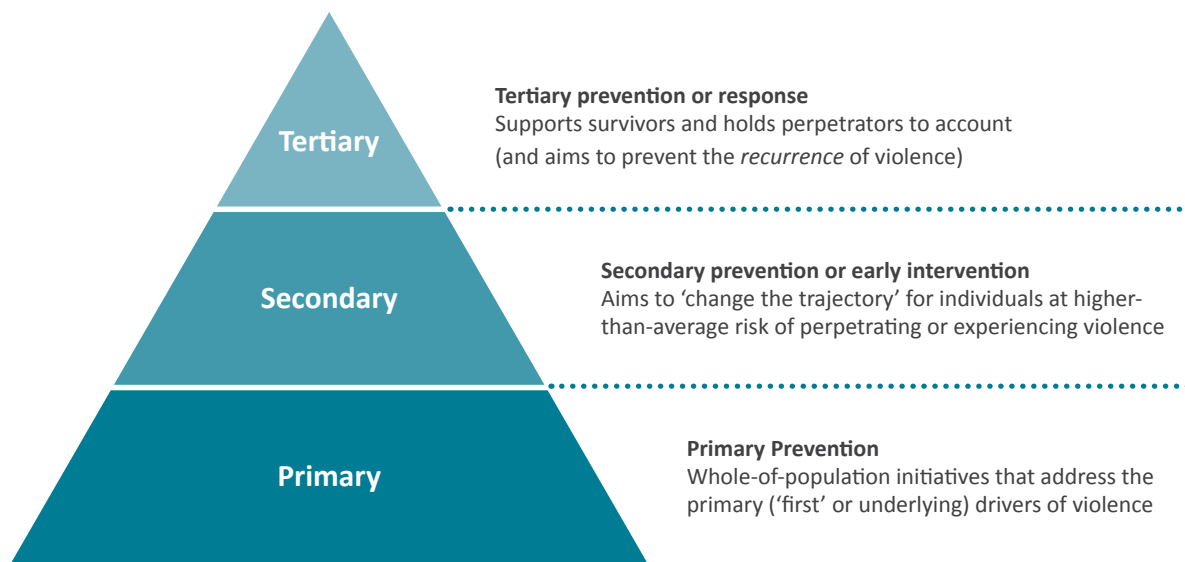 Tertiary
Tertiary prevention or response
Supports survivors and holds perpetrators to account
(and aims to prevent the recurrence of violence)
Secondary
Secondary prevention or early intervention
Aims to ‘change the trajectory’ for individuals at higher-
than-average risk of perpetrating or experiencing violence
Primary
Primary Prevention
Whole-of-population initiatives that address the
primary (‘first’ or underlying) drivers of violence